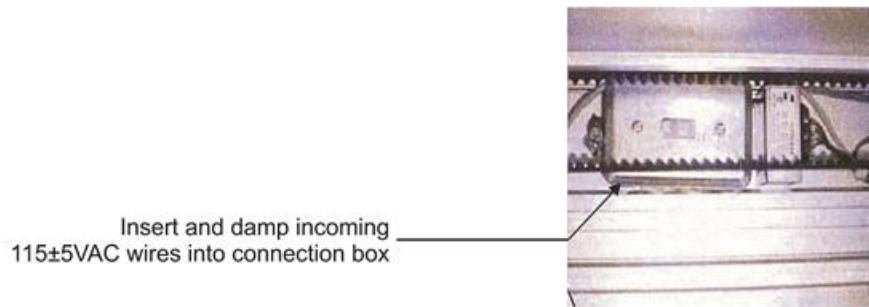 Insert and damp incoming
115±5VAC wires into connection box